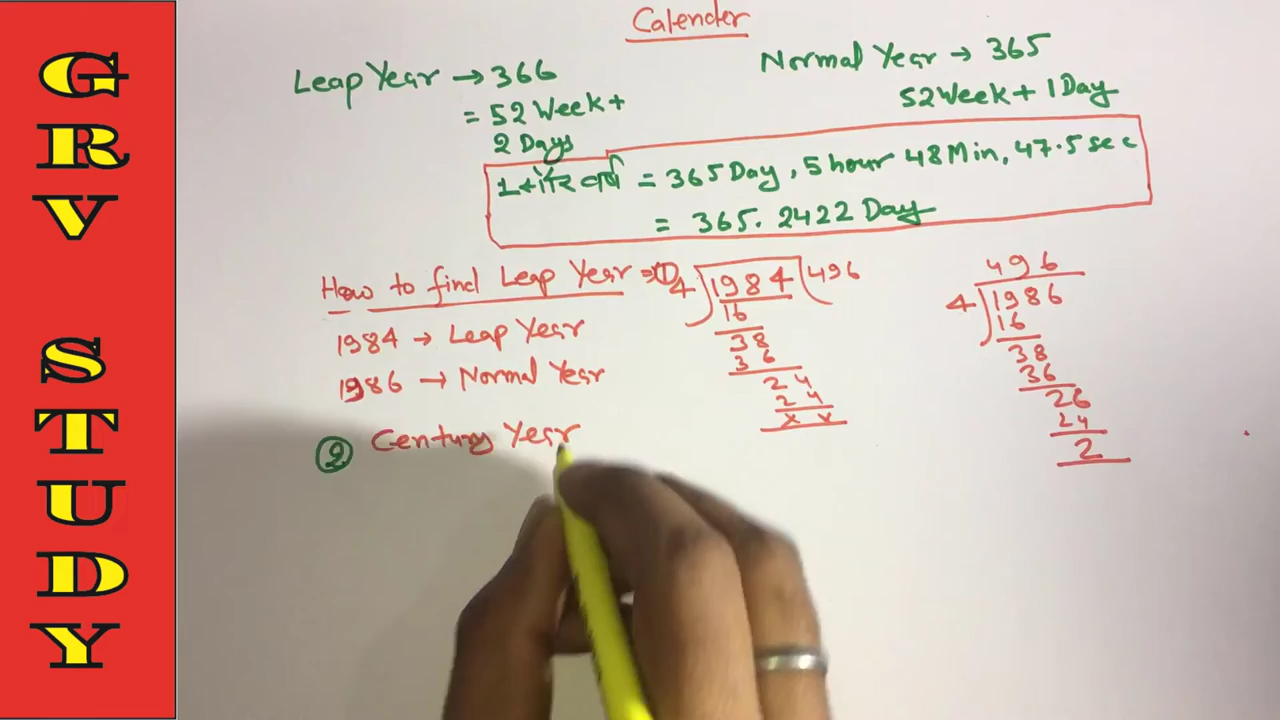 GRV STUDY
Calender
Leap Year → 366
= 52 Week +
2 Days
Normal Year → 365
52 Week + 1 Day
1 सौर वर्ष = 365 Day, 5 hour 48 Min, 47.5 sec
= 365.2422 Day
How to find Leap Year ⇒ ①
1984 → Leap Year
1986 → Normal Year
② Century Year
4 1984 496
16
38
36
24
24
x x
496
4 1986
16
38
36
26
24
2